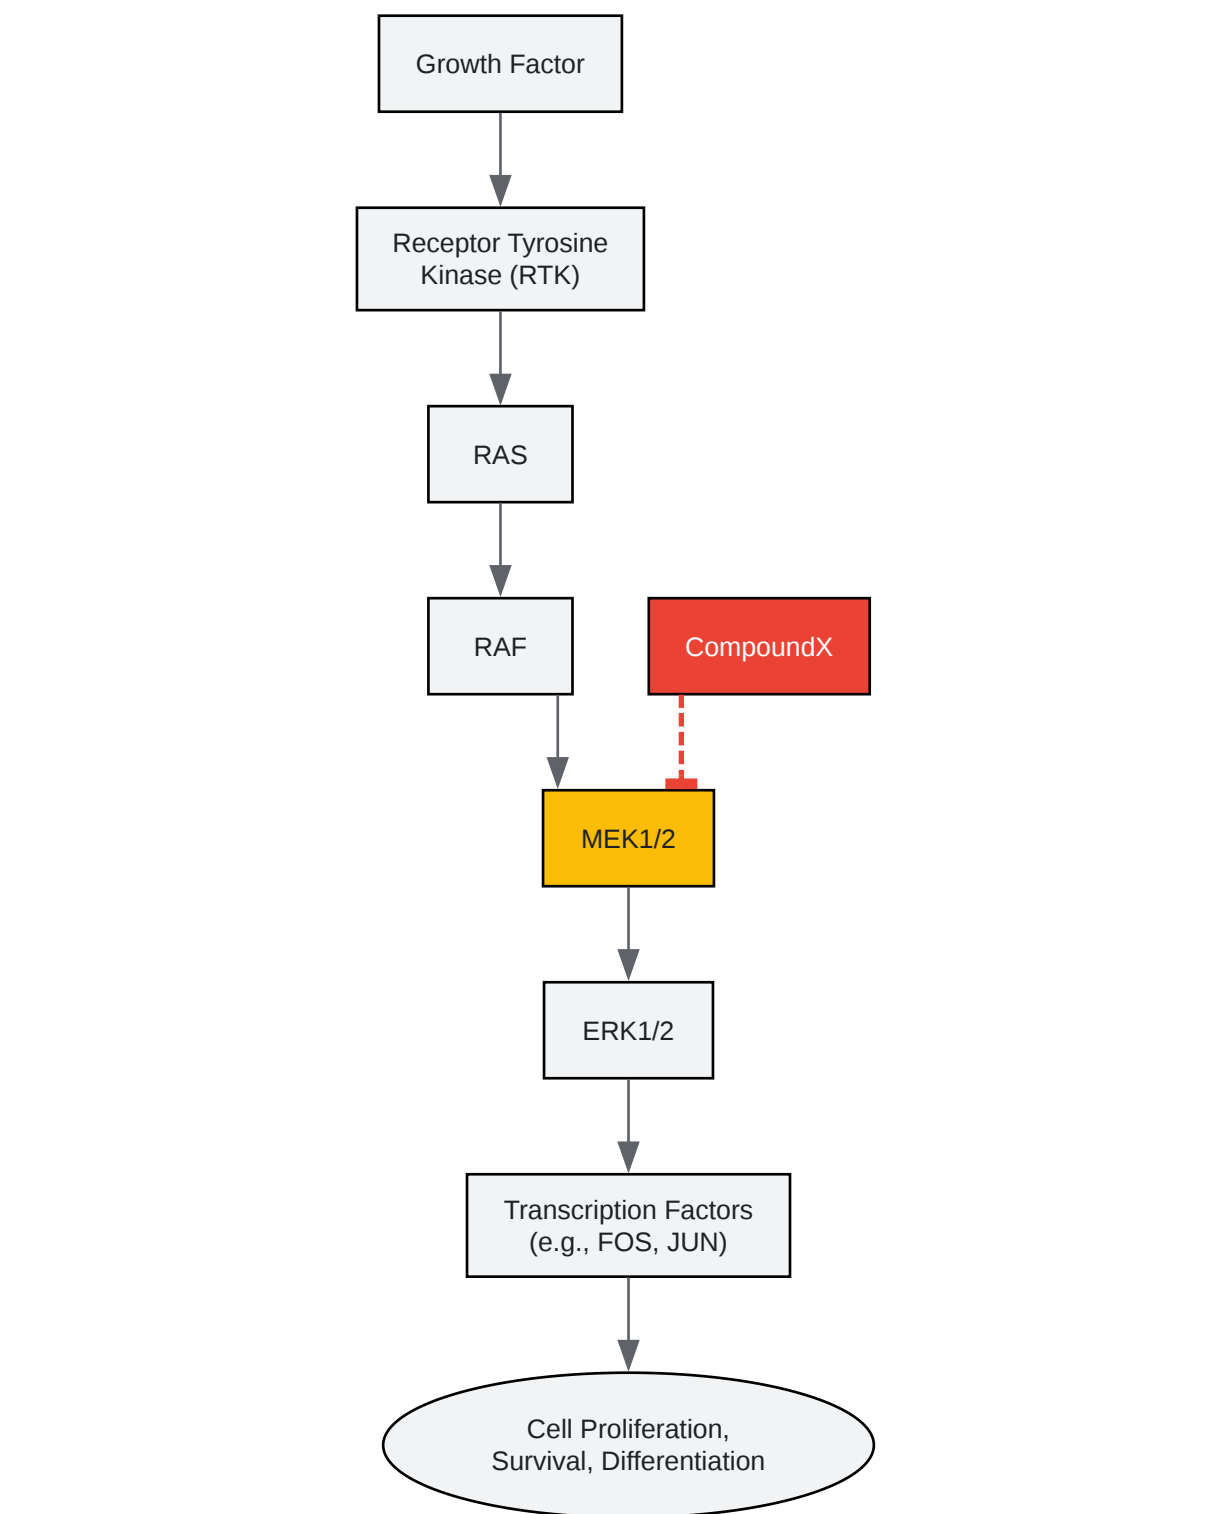 Growth Factor
Receptor Tyrosine
Kinase (RTK)
RAS
RAF
CompoundX
MEK1/2
ERK1/2
Transcription Factors
(e.g., FOS, JUN)
Cell Proliferation,
Survival, Differentiation